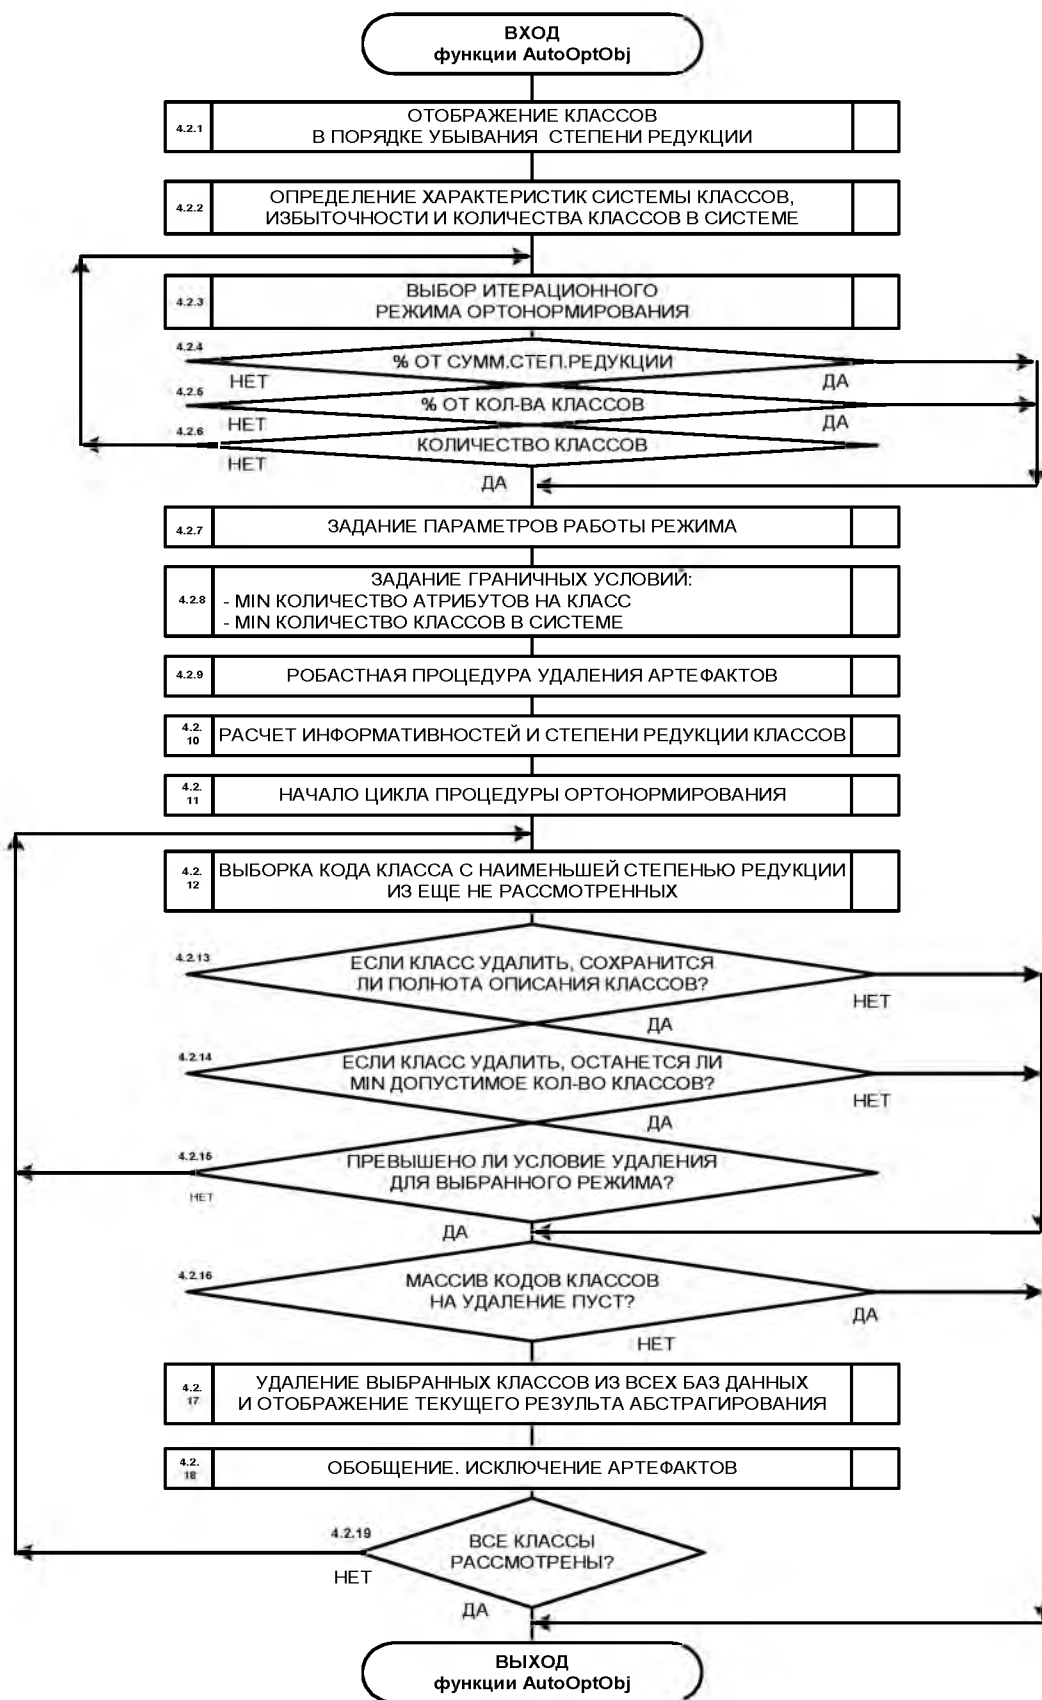 ВХОД
функции AutoOptObj
4.2.1
ОТОБРАЖЕНИЕ КЛАССОВ
В ПОРЯДКЕ УБЫВАНИЯ СТЕПЕНИ РЕДУКЦИИ
4.2.2
ОПРЕДЕЛЕНИЕ ХАРАКТЕРИСТИК СИСТЕМЫ КЛАССОВ,
ИЗБЫТОЧНОСТИ И КОЛИЧЕСТВА КЛАССОВ В СИСТЕМЕ
4.2.3
ВЫБОР ИТЕРАЦИОННОГО
РЕЖИМА ОРТОНОРМИРОВАНИЯ
4.2.4
% ОТ СУММ.СТЕП.РЕДУКЦИИ
НЕТ
ДА
4.2.5
% ОТ КОЛ-ВА КЛАССОВ
НЕТ
ДА
4.2.6
КОЛИЧЕСТВО КЛАССОВ
НЕТ
ДА
4.2.7
ЗАДАНИЕ ПАРАМЕТРОВ РАБОТЫ РЕЖИМА
4.2.8
ЗАДАНИЕ ГРАНИЧНЫХ УСЛОВИЙ:
- MIN КОЛИЧЕСТВО АТРИБУТОВ НА КЛАСС
- MIN КОЛИЧЕСТВО КЛАССОВ В СИСТЕМЕ
4.2.9
РОБАСТНАЯ ПРОЦЕДУРА УДАЛЕНИЯ АРТЕФАКТОВ
4.2.
10
РАСЧЕТ ИНФОРМАТИВНОСТЕЙ И СТЕПЕНИ РЕДУКЦИИ КЛАССОВ
4.2.
11
НАЧАЛО ЦИКЛА ПРОЦЕДУРЫ ОРТОНОРМИРОВАНИЯ
4.2.
12
ВЫБОРКА КОДА КЛАССА С НАИМЕНЬШЕЙ СТЕПЕНЬЮ РЕДУКЦИИ
ИЗ ЕЩЕ НЕ РАССМОТРЕННЫХ
4.2.13
ЕСЛИ КЛАСС УДАЛИТЬ, СОХРАНИТСЯ
ЛИ ПОЛНОТА ОПИСАНИЯ КЛАССОВ?
НЕТ
ДА
4.2.14
ЕСЛИ КЛАСС УДАЛИТЬ, ОСТАНЕТСЯ ЛИ
MIN ДОПУСТИМОЕ КОЛ-ВО КЛАССОВ?
НЕТ
ДА
4.2.15
ПРЕВЫШЕНО ЛИ УСЛОВИЕ УДАЛЕНИЯ
ДЛЯ ВЫБРАННОГО РЕЖИМА?
НЕТ
ДА
4.2.16
МАССИВ КОДОВ КЛАССОВ
НА УДАЛЕНИЕ ПУСТ?
ДА
НЕТ
4.2.
17
УДАЛЕНИЕ ВЫБРАННЫХ КЛАССОВ ИЗ ВСЕХ БАЗ ДАННЫХ
И ОТОБРАЖЕНИЕ ТЕКУЩЕГО РЕЗУЛЬТА АБСТРАГИРОВАНИЯ
4.2.
18
ОБОБЩЕНИЕ. ИСКЛЮЧЕНИЕ АРТЕФАКТОВ
4.2.19
ВСЕ КЛАССЫ
РАССМОТРЕНЫ?
НЕТ
ДА
ВЫХОД
функции AutoOptObj